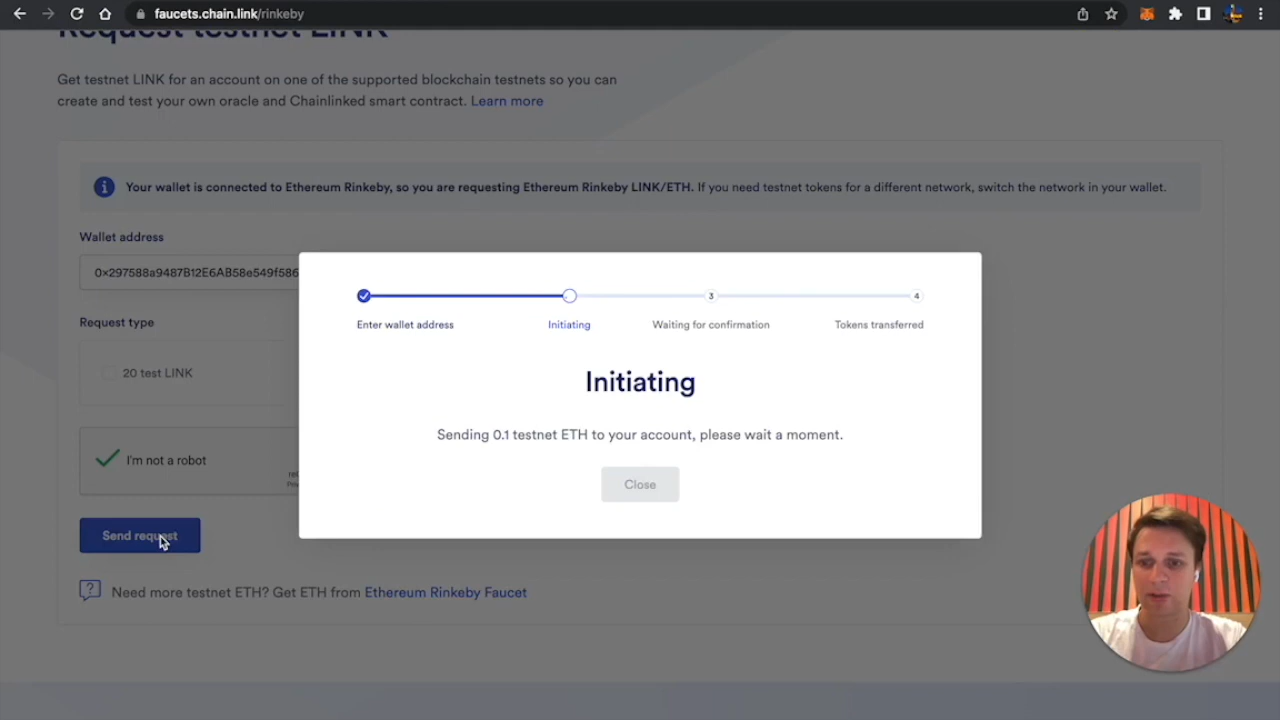 faucets.chain.link/rinkeby
Request testnet LINK
Get testnet LINK for an account on one of the supported blockchain testnets so you can
create and test your own oracle and Chainlinked smart contract. Learn more
Your wallet is connected to Ethereum Rinkeby, so you are requesting Ethereum Rinkeby LINK/ETH. If you need testnet tokens for a different network, switch the network in your wallet.
Wallet address
0x297588a9487B12E6AB58e549f586
Request type
20 test LINK
I'm not a robot
Send request
Need more testnet ETH? Get ETH from Ethereum Rinkeby Faucet
3
4
Enter wallet address
Initiating
Waiting for confirmation
Tokens transferred
Initiating
Sending 0.1 testnet ETH to your account, please wait a moment.
Close